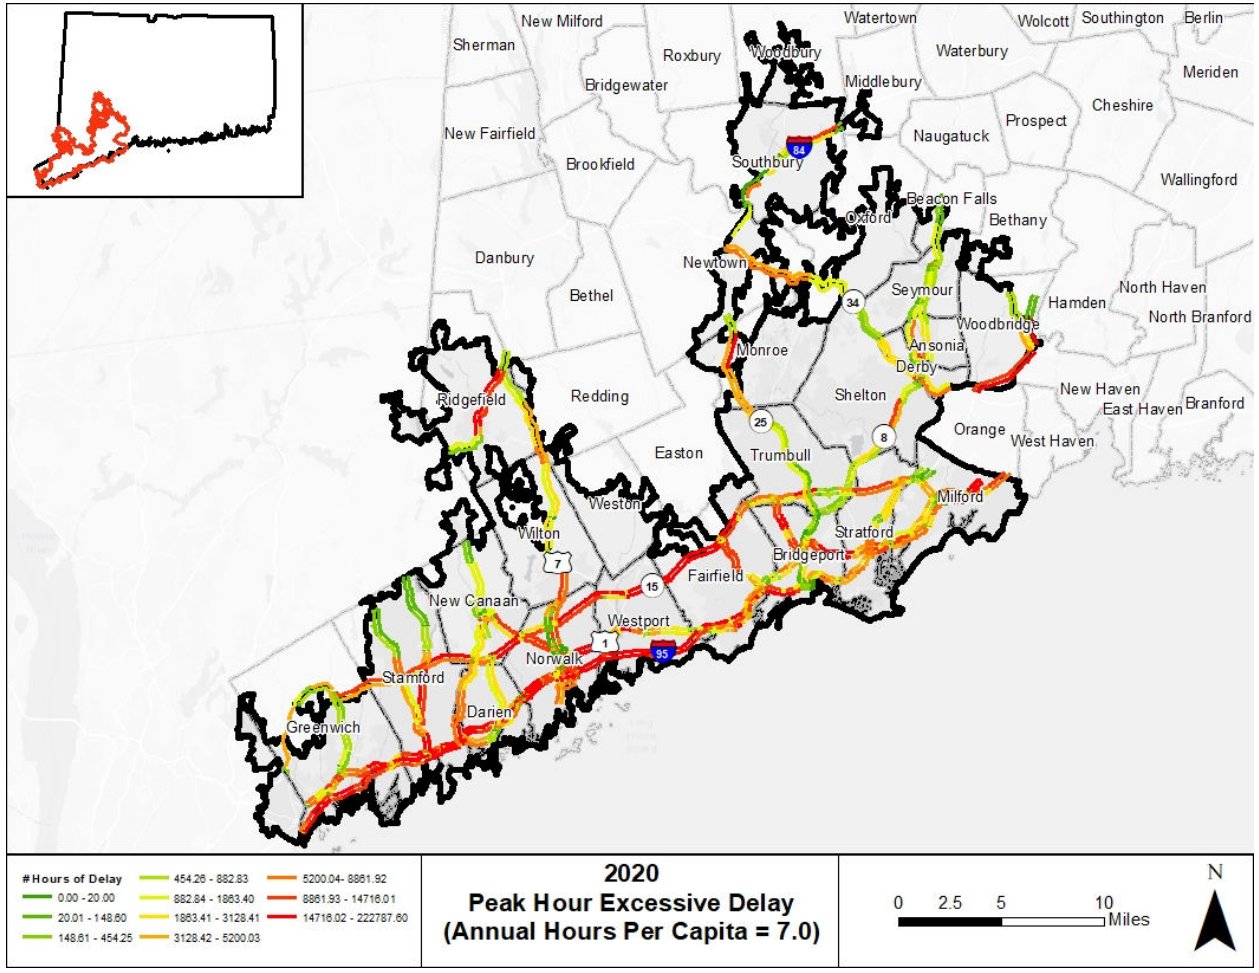 New Milford
Watertown
Wolcott
Southington
Berlin
Sherman
Roxbury
Woodbury
Waterbury
Bridgewater
Middlebury
Meriden
Cheshire
New Fairfield
Prospect
Naugatuck
84
Southbury
Brookfield
Wallingford
Beacon Falls
Oxford
Bethany
Danbury
Newtown
Bethel
Seymour
Hamden
North Haven
34
Woodbridge
North Branford
Ansonia
Monroe
Derby
Ridgefield
Redding
Shelton
New Haven
East Haven
Branford
25
8
Orange
West Haven
Easton
Trumbull
Weston
Milford
Wilton
Stratford
Bridgeport
7
Fairfield
15
New Canaan
Westport
1
95
Norwalk
Stamford
Darien
Greenwich
# Hours of Delay
0.00 - 20.00
20.01 - 148.60
148.61 - 454.25
454.26 - 882.83
882.84 - 1863.40
1863.41 - 3128.41
3128.42 - 5200.03
5200.04- 8861.92
8861.93 - 14716.01
14716.02 - 222787.60
2020
Peak Hour Excessive Delay
(Annual Hours Per Capita = 7.0)
0 2.5 5 10
Miles
N